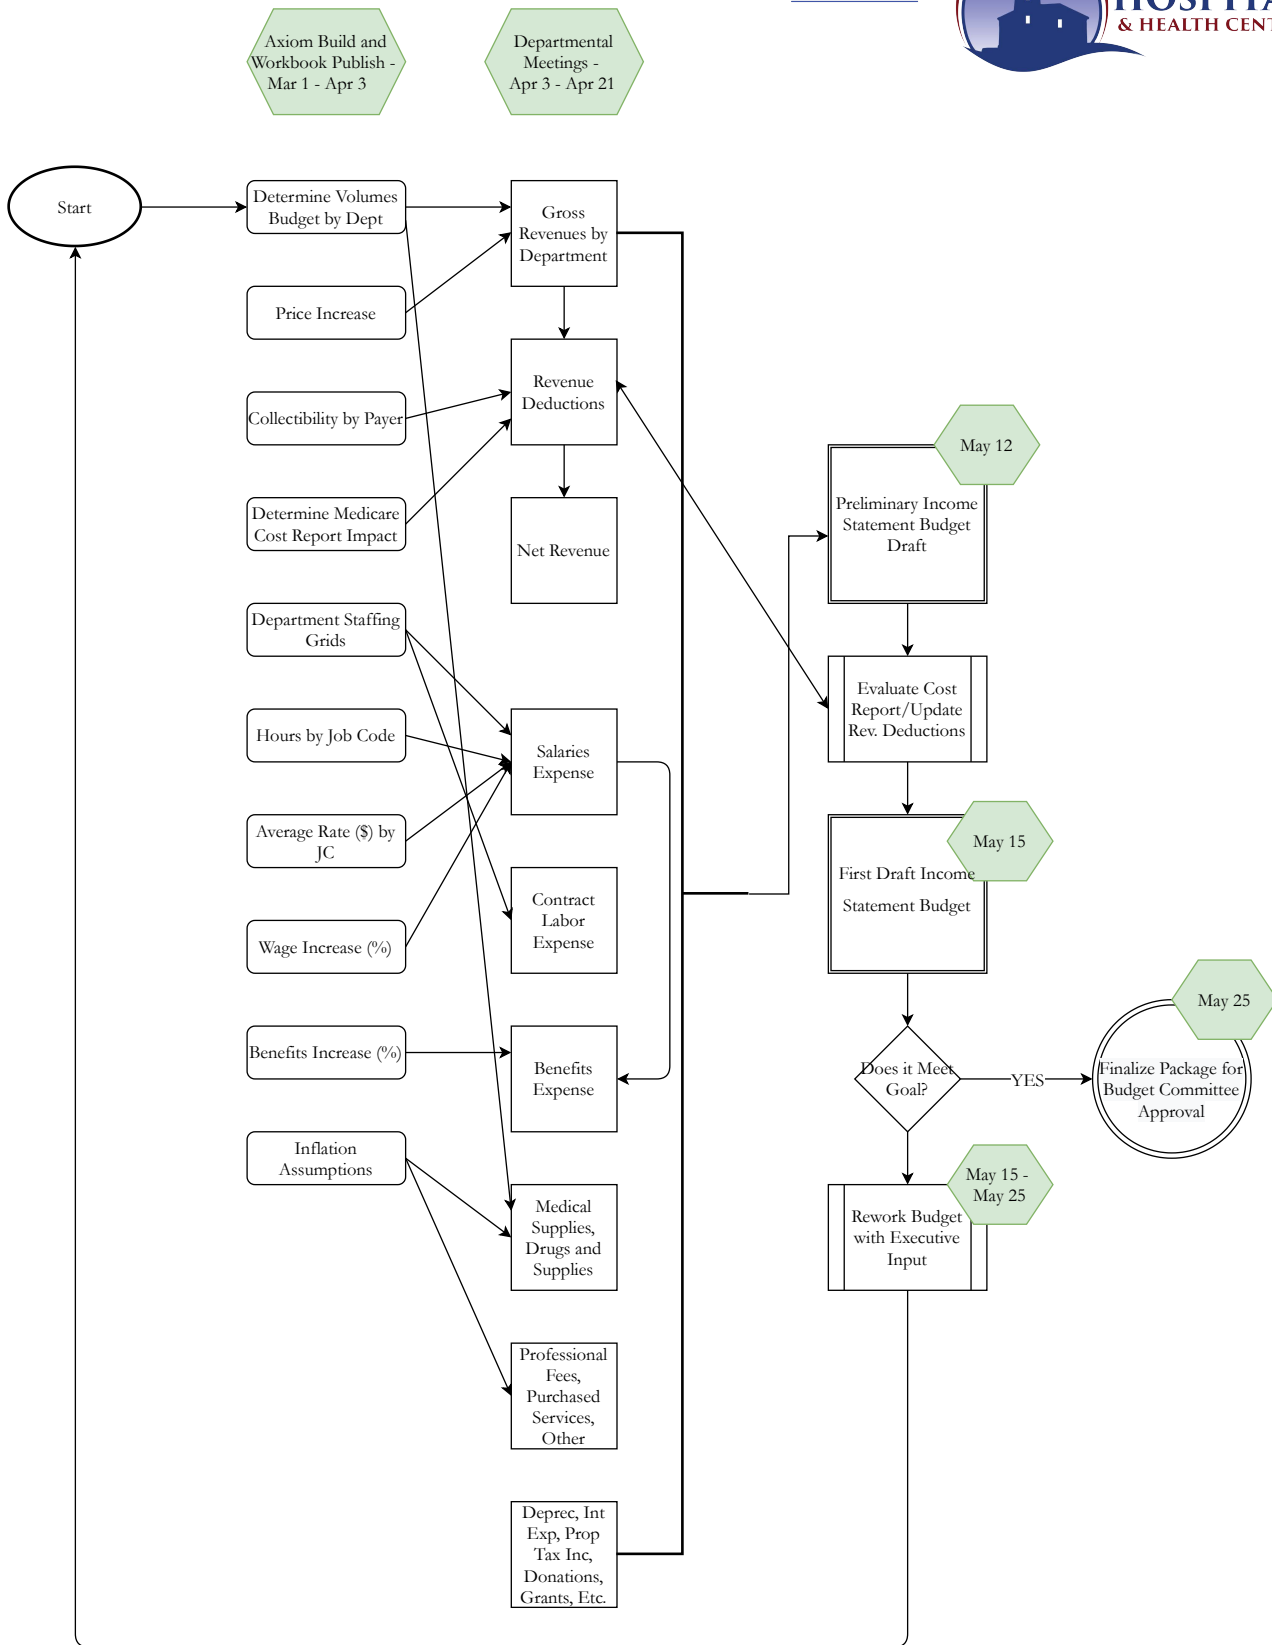 & HEALTH CENT
Axiom Build and
Workbook Publish -
Mar 1 - Apr 3
Departmental
Meetings -
Apr 3 - Apr 21
Start
Determine Volumes
Budget by Dept
Gross
Revenues by
Department
Price Increase
Revenue
Deductions
Collectibility by Payer
May 12
Preliminary Income
Statement Budget
Draft
Determine Medicare
Cost Report Impact
Net Revenue
Department Staffing
Grids
Evaluate Cost
Report/Update
Rev. Deductions
Hours by Job Code
Salaries
Expense
Average Rate ($) by
JC
May 15
First Draft Income
Statement Budget
Contract
Labor
Expense
Wage Increase (%)
May 25
Benefits Increase (%)
Benefits
Expense
Does it Meet
Goal?
YES
Finalize Package for
Budget Committee
Approval
Inflation
Assumptions
May 15 -
May 25
Medical
Supplies,
Drugs and
Supplies
Rework Budget
with Executive
Input
Professional
Fees,
Purchased
Services,
Other
Deprec, Int
Exp, Prop
Tax Inc,
Donations,
Grants, Etc.